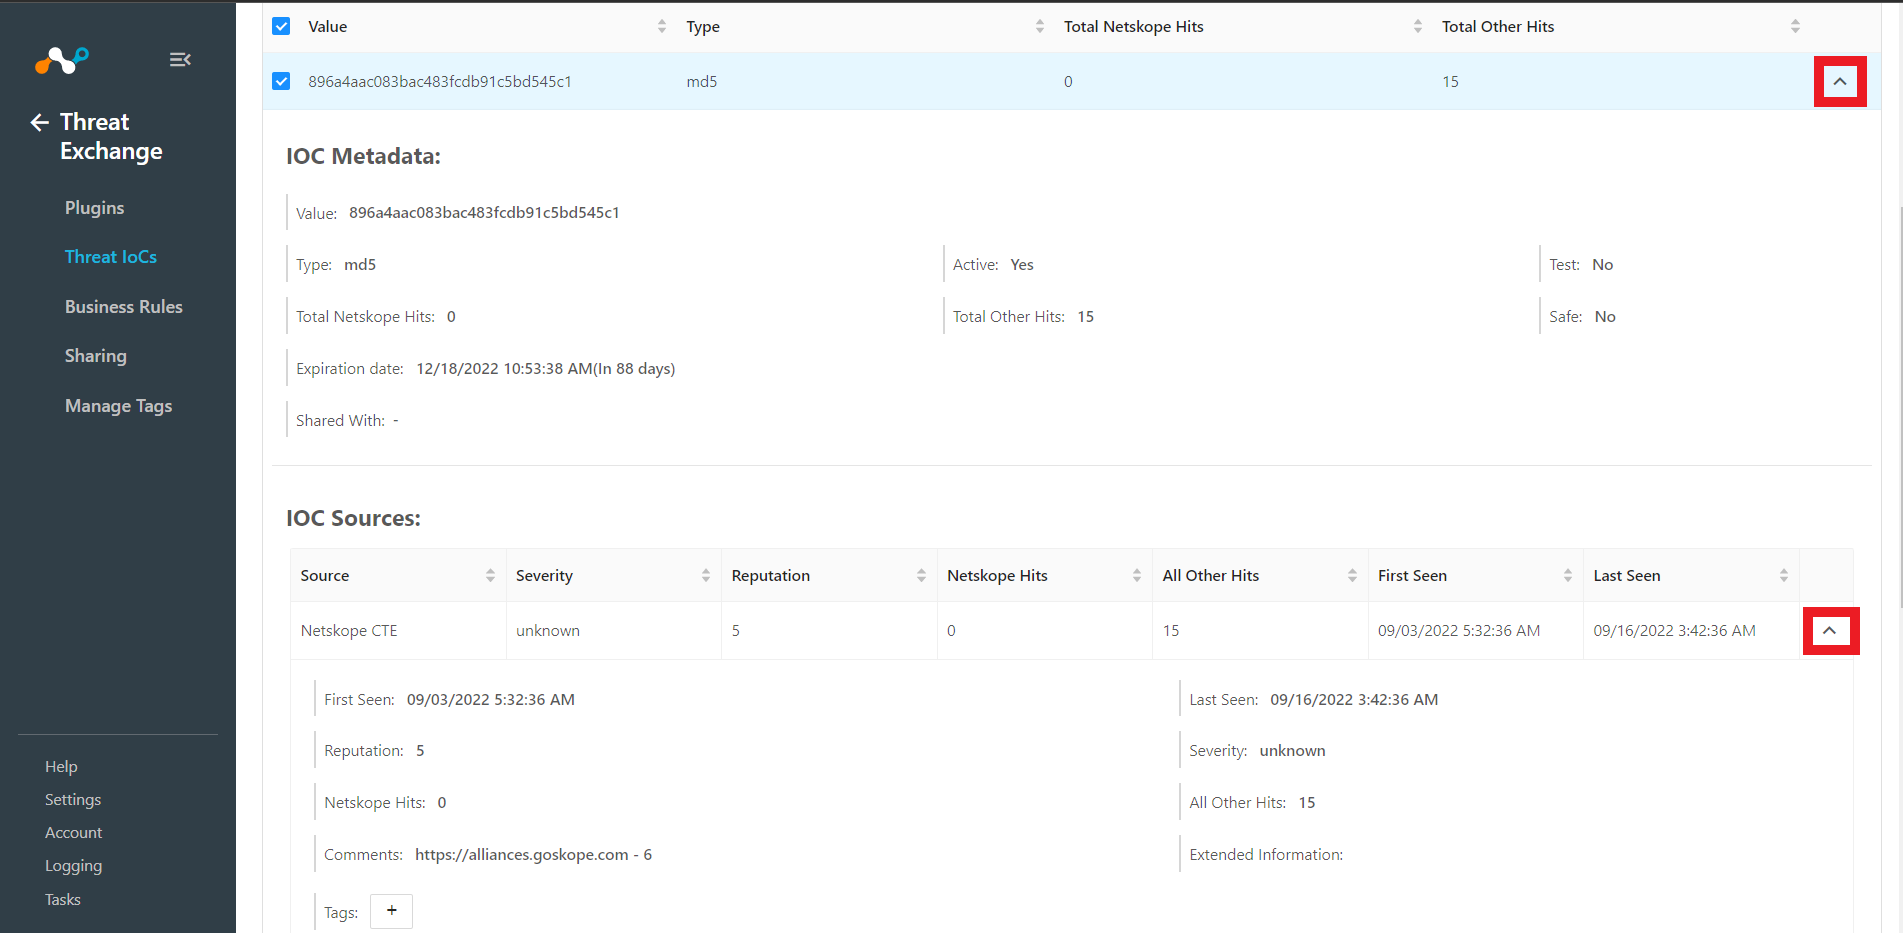 Threat
Exchange
Plugins
Threat IoCs
Business Rules
Sharing
Manage Tags
Help
Settings
Account
Logging
Tasks
Value Type Total Netskope Hits Total Other Hits
896a4aac083bac483fcdb91c5bd545c1 md5 0 15
IOC Metadata:
Value: 896a4aac083bac483fcdb91c5bd545c1
Type: md5 Active: Yes Test: No
Total Netskope Hits: 0 Total Other Hits: 15 Safe: No
Expiration date: 12/18/2022 10:53:38 AM(In 88 days)
Shared With: -
IOC Sources:
Source Severity Reputation Netskope Hits All Other Hits First Seen Last Seen
Netskope CTE unknown 5 0 15 09/03/2022 5:32:36 AM 09/16/2022 3:42:36 AM
First Seen: 09/03/2022 5:32:36 AM Last Seen: 09/16/2022 3:42:36 AM
Reputation: 5 Severity: unknown
Netskope Hits: 0 All Other Hits: 15
Comments: https://alliances.goskope.com - 6 Extended Information:
Tags: +